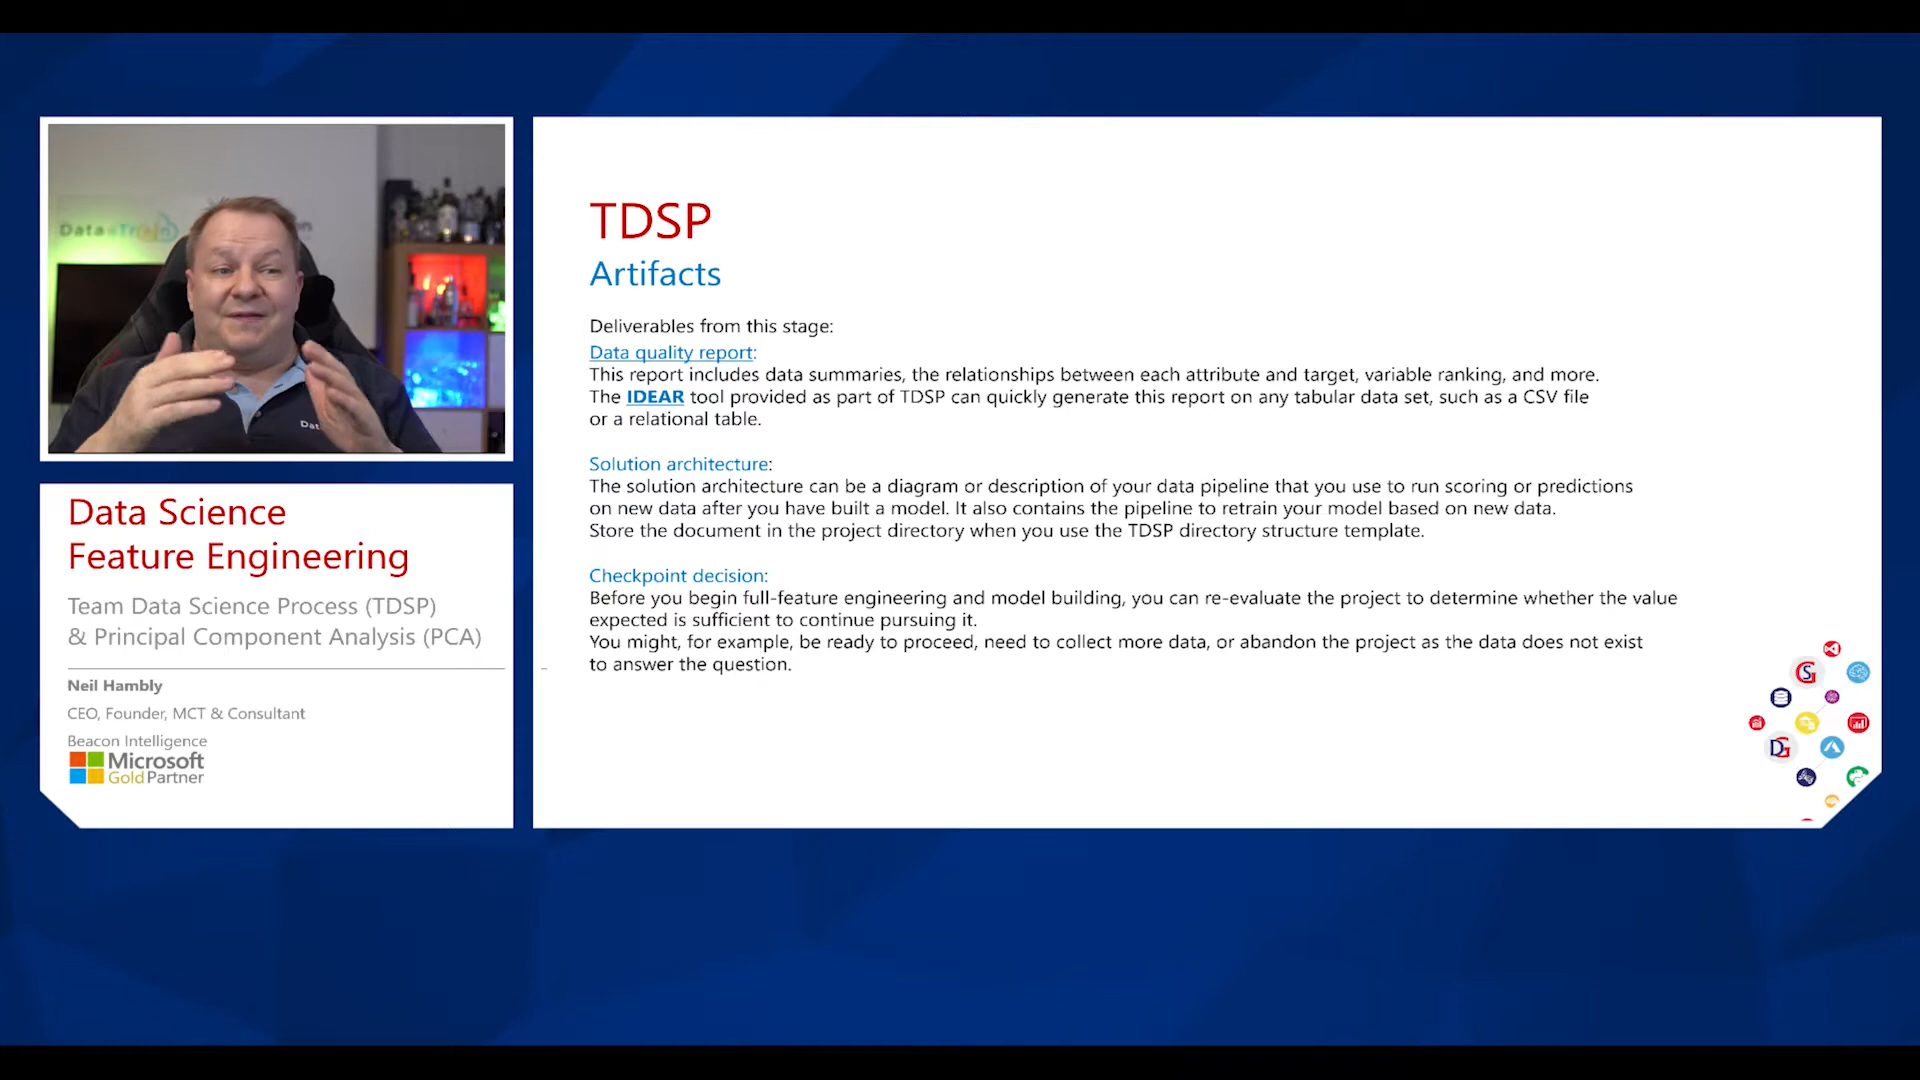 Data Train
Data
Data Science
Feature Engineering
Team Data Science Process (TDSP)
& Principal Component Analysis (PCA)
Neil Hambly
CEO, Founder, MCT & Consultant
Beacon Intelligence
Microsoft
Gold Partner
TDSP
Artifacts
Deliverables from this stage:
Data quality report:
This report includes data summaries, the relationships between each attribute and target, variable ranking, and more.
The IDEAR tool provided as part of TDSP can quickly generate this report on any tabular data set, such as a CSV file
or a relational table.
Solution architecture:
The solution architecture can be a diagram or description of your data pipeline that you use to run scoring or predictions
on new data after you have built a model. It also contains the pipeline to retrain your model based on new data.
Store the document in the project directory when you use the TDSP directory structure template.
Checkpoint decision:
Before you begin full-feature engineering and model building, you can re-evaluate the project to determine whether the value
expected is sufficient to continue pursuing it.
You might, for example, be ready to proceed, need to collect more data, or abandon the project as the data does not exist
to answer the question.